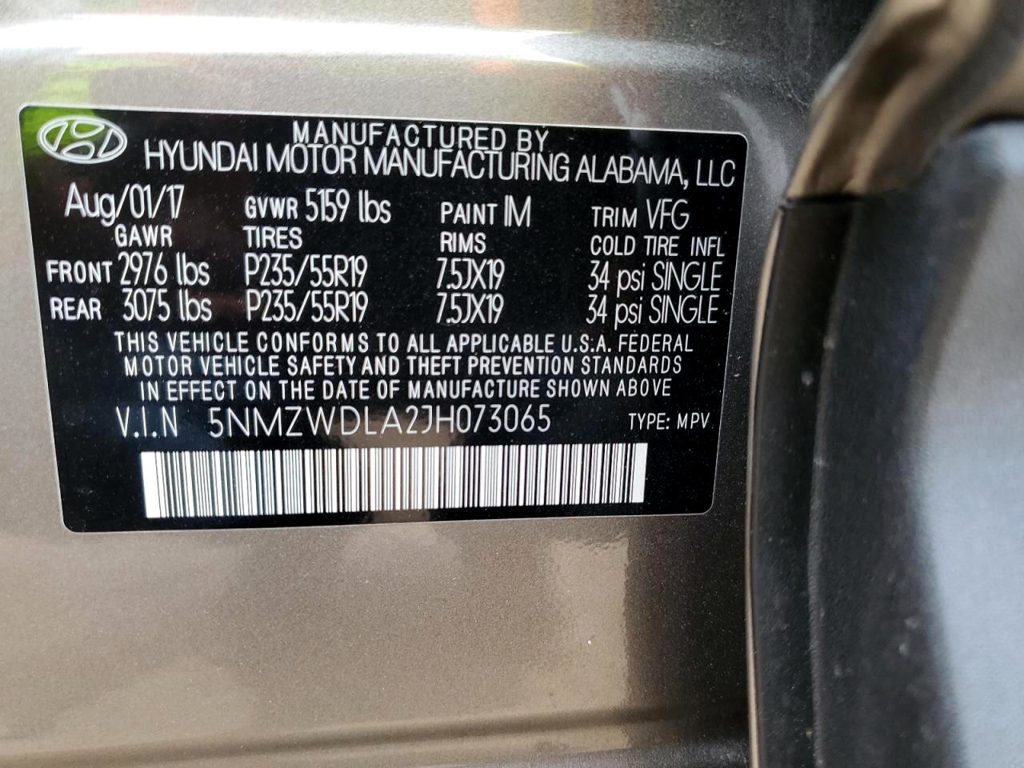 MANUFACTURED BY
HYUNDAI MOTOR MANUFACTURING ALABAMA, LLC
Aug/01/17 GVWR 5159 lbs PAINT IM TRIM VFG
GAWR TIRES RIMS COLD TIRE INFL
FRONT 2976 lbs P235/55R19 7.5JX19 34 psi SINGLE
REAR 3075 lbs P235/55R19 7.5JX19 34 psi SINGLE
THIS VEHICLE CONFORMS TO ALL APPLICABLE U.S.A. FEDERAL
MOTOR VEHICLE SAFETY AND THEFT PREVENTION STANDARDS
IN EFFECT ON THE DATE OF MANUFACTURE SHOWN ABOVE
V.I.N 5NMZWDLA2JH073065 TYPE: MPV